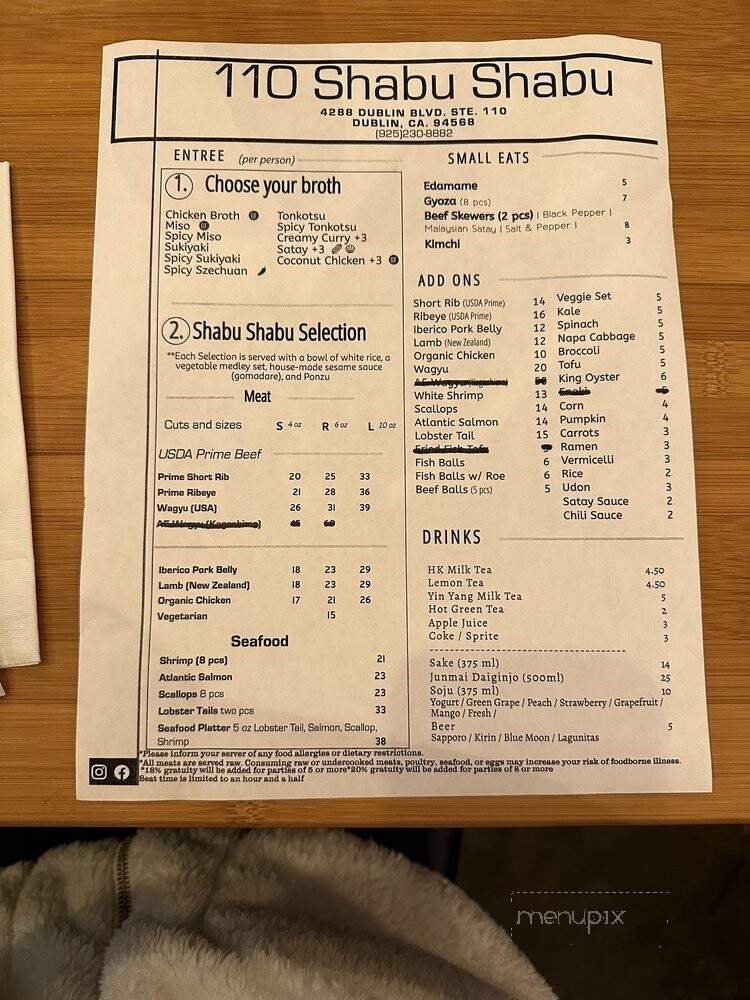 110 Shabu Shabu
4288 DUBLIN BLVD. STE. 110
DUBLIN, CA. 94568
(925)230-8882
ENTREE (per person)
1. Choose your broth
Chicken Broth GF
Miso GF
Spicy Miso
Sukiyaki
Spicy Sukiyaki
Spicy Szechuan
Tonkotsu
Spicy Tonkotsu
Creamy Curry +3
Satay +3
Coconut Chicken +3 GF
2. Shabu Shabu Selection
**Each Selection is served with a bowl of white rice, a
vegetable medley set, house-made sesame sauce
(gomadare), and Ponzu
Meat
Cuts and sizes S 4 oz R 6 oz L 10 oz
USDA Prime Beef
Prime Short Rib 20 25 33
Prime Ribeye 21 28 36
Wagyu (USA) 26 31 39
A5 Wagyu (Kagoshima)
Iberico Pork Belly 18 23 29
Lamb (New Zealand) 18 23 29
Organic Chicken 17 21 26
Vegetarian 15
Seafood
Shrimp (8 pcs) 21
Atlantic Salmon 23
Scallops 8 pcs 23
Lobster Tails two pcs 33
Seafood Platter 5 oz Lobster Tail, Salmon, Scallop,
Shrimp 38
SMALL EATS
Edamame 5
Gyoza (8 pcs) 7
Beef Skewers (2 pcs) | Black Pepper |
Malaysian Satay | Salt & Pepper | 8
Kimchi 3
ADD ONS
Short Rib (USDA Prime) 14
Ribeye (USDA Prime) 16
Iberico Pork Belly 12
Lamb (New Zealand) 12
Organic Chicken 10
Wagyu 20
A5 Wagyu (Kagoshima)
White Shrimp 13
Scallops 14
Atlantic Salmon 14
Lobster Tail 15
Fried Fish Tofu
Fish Balls 6
Fish Balls w/ Roe 6
Beef Balls (5 pcs) 5
Veggie Set 5
Kale 5
Spinach 5
Napa Cabbage 5
Broccoli 5
Tofu 5
King Oyster 6
Enoki
Corn 4
Pumpkin 4
Carrots 3
Ramen 3
Vermicelli 3
Rice 2
Udon 3
Satay Sauce 2
Chili Sauce 2
DRINKS
HK Milk Tea 4.50
Lemon Tea 4.50
Yin Yang Milk Tea 5
Hot Green Tea 2
Apple Juice 3
Coke / Sprite 3
Sake (375 ml) 14
Junmai Daiginjo (500ml) 25
Soju (375 ml) 10
Yogurt / Green Grape / Peach / Strawberry / Grapefruit /
Mango / Fresh /
Beer 5
Sapporo / Kirin / Blue Moon / Lagunitas
*Please inform your server of any food allergies or dietary restrictions.
*All meats are served raw. Consuming raw or undercooked meats, poultry, seafood, or eggs may increase your risk of foodborne illness.
*18% gratuity will be added for parties of 5 or more*20% gratuity will be added for parties of 8 or more
Seat time is limited to an hour and a half
menupix